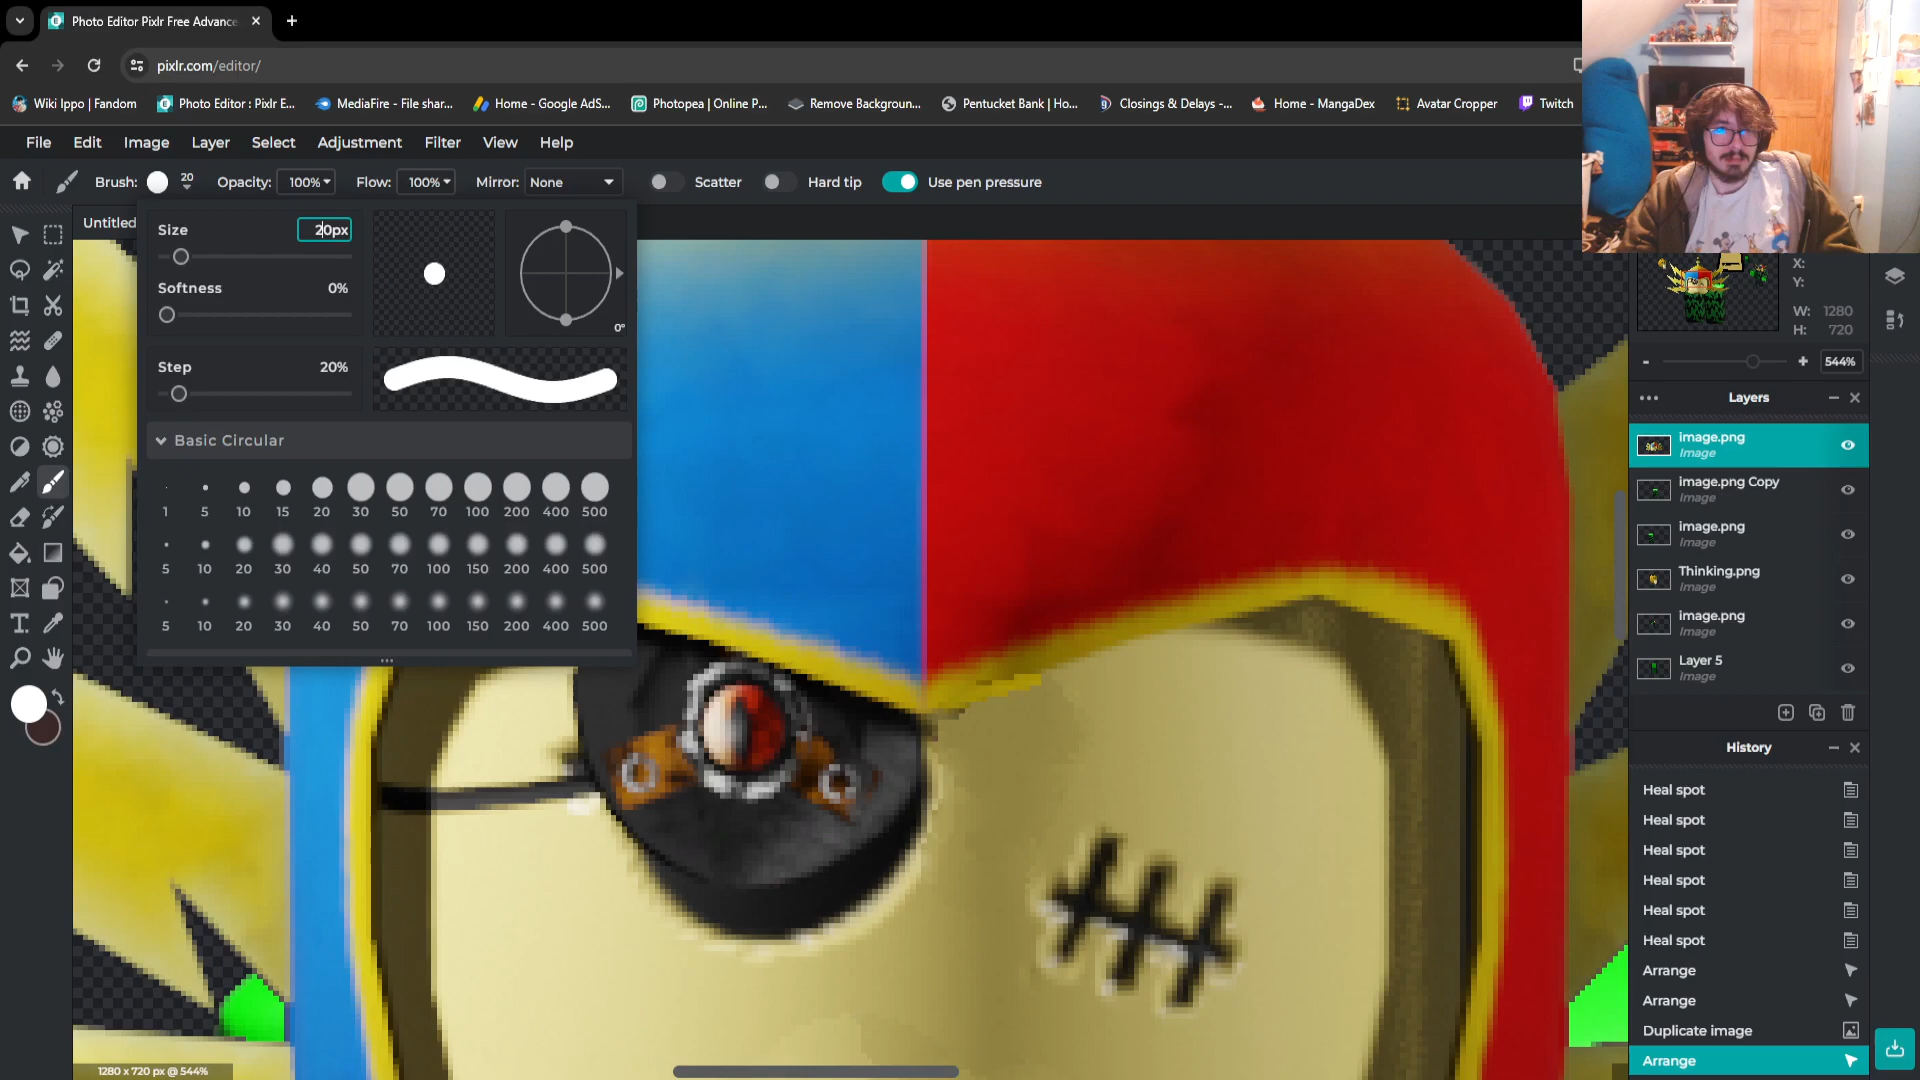 Photo Editor Pixlr Free Advance
pixlr.com/editor/
Wiki Ippo | Fandom
Photo Editor : Pixlr E...
MediaFire - File shar...
Home - Google AdS...
Photopea | Online P...
Remove Backgroun...
Pentucket Bank | Ho...
Closings & Delays -...
Home - MangaDex
Avatar Cropper
Twitch
File Edit Image Layer Select Adjustment Filter View Help
Brush: 20 Opacity: 100% Flow: 100% Mirror: None Scatter Hard tip Use pen pressure
Untitled
Size 20px
Softness 0%
0°
Step 20%
Basic Circular
1 5 10 15 20 30 50 70 100 200 400 500
5 10 20 30 40 50 70 100 150 200 400 500
5 10 20 30 40 50 70 100 150 200 400 500
X:
Y:
W: 1280
H: 720
544%
Layers
image.png
Image
image.png Copy
Image
image.png
Image
Thinking.png
Image
image.png
Image
Layer 5
Image
History
Heal spot
Heal spot
Heal spot
Heal spot
Heal spot
Heal spot
Arrange
Arrange
Duplicate image
Arrange
1280 x 720 px @ 544%